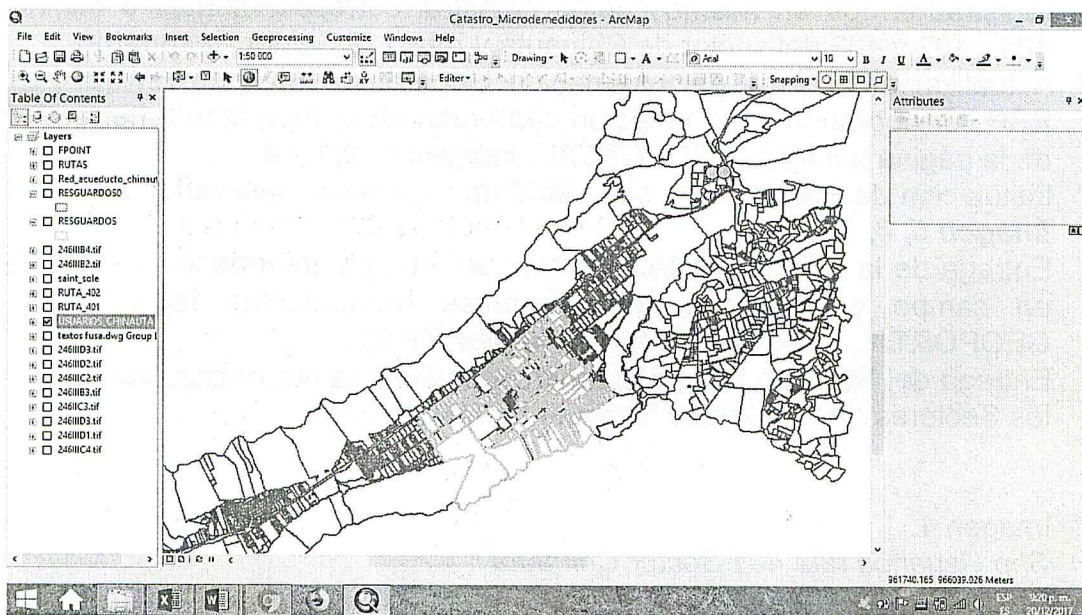 Catastro_Microdemedidores - ArcMap
File Edit View Bookmarks Insert Selection Geoprocessing Customize Windows Help
1:50 000
Drawing
Arial
10
B I U A
Editor
Snapping
Table Of Contents
Attributes
Layers
FPOINT
RUTAS
Red_acueducto_chinaut
RESGUARDOS0
RESGUARDOS
246IIIB4.tif
246IIIB2.tif
saint_sole
RUTA_402
RUTA_401
USUARIOS_CHINAUTA
textos fusa.dwg Group L
246IIID3.tif
246IIID2.tif
246IIIC2.tif
246IIIB3.tif
246IIC3.tif
246IIID3.tif
246IIID1.tif
246IIIC4.tif
961740.165 966039.026 Meters
ESP 9:20 p. m.
ES 20/12/2017